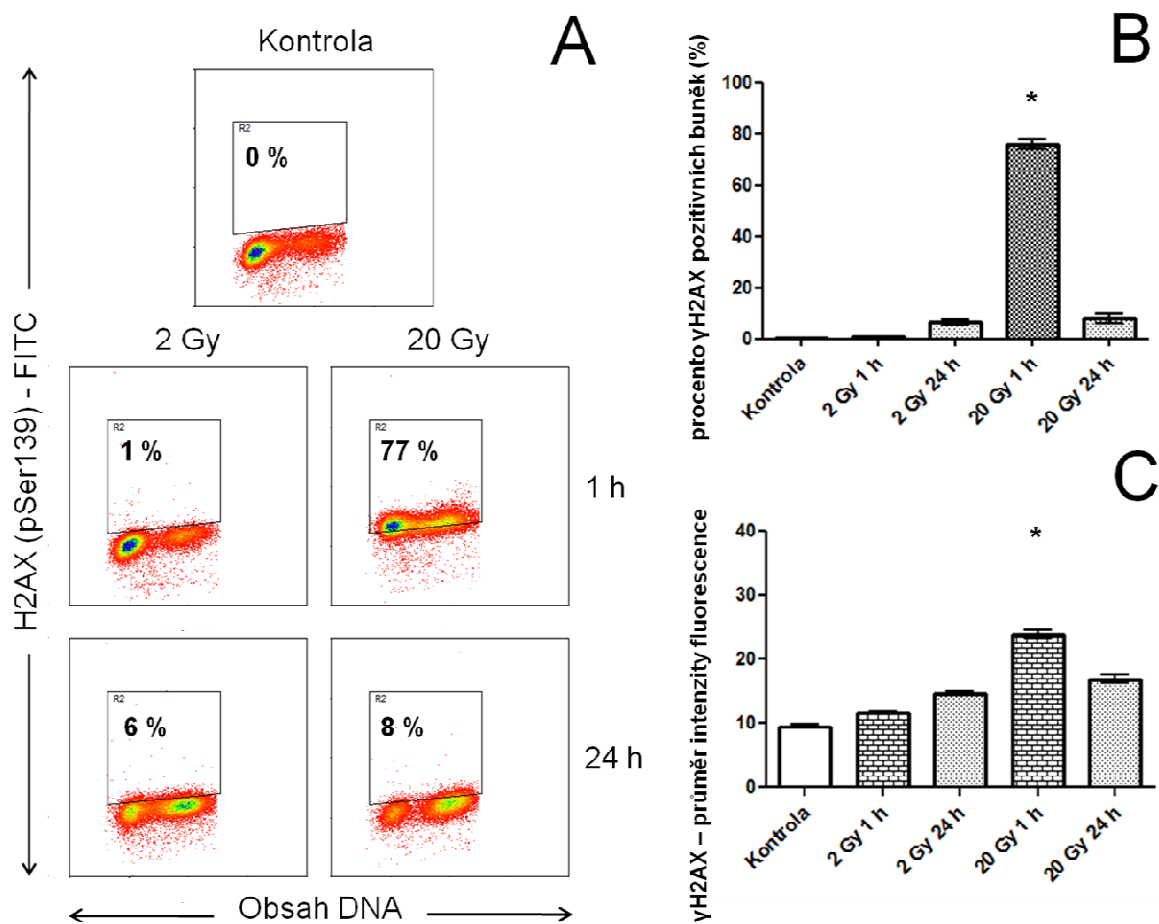 A
Kontrola
H2AX (pSer139) - FITC
R2
0 %
2 Gy
20 Gy
R2
1 %
R2
77 %
1 h
R2
6 %
R2
8 %
24 h
Obsah DNA
B
procento γH2AX pozitivních buněk (%)
100
80
60
40
20
0
*
Kontrola
2 Gy 1 h
2 Gy 24 h
20 Gy 1 h
20 Gy 24 h
C
γH2AX – průměr intenzity fluorescence
40
30
20
10
0
*
Kontrola
2 Gy 1 h
2 Gy 24 h
20 Gy 1 h
20 Gy 24 h